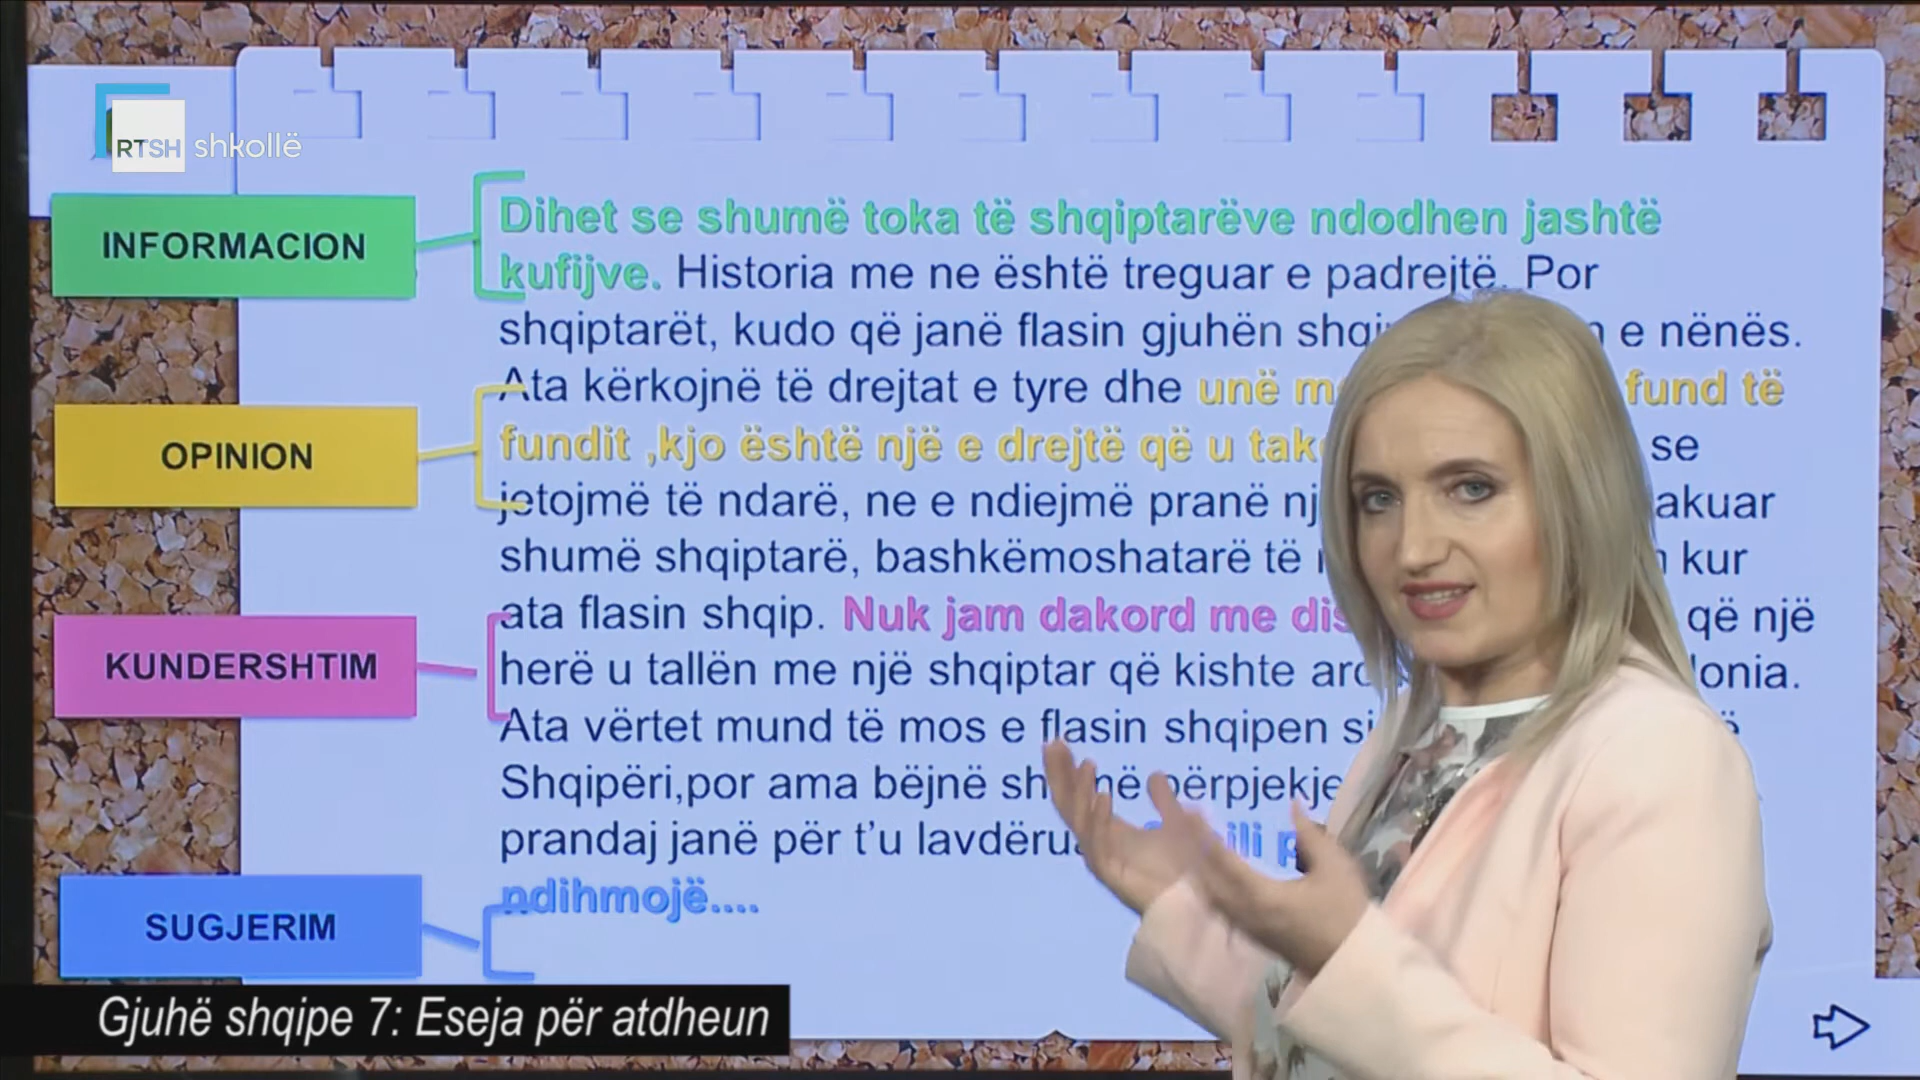 RTSH shkollë
INFORMACION
Dihet se shumë toka të shqiptarëve ndodhen jashtë
kufijve. Historia me ne është treguar e padrejtë. Por
shqiptarët, kudo që janë flasin gjuhën e nënës.
Ata kërkojnë të drejtat e tyre dhe unë fund të
OPINION
fundit ,kjo është një e drejtë që u se
jetojmë të ndarë, ne e ndiejmë pranë
shumë shqiptarë, bashkëmoshatarë të kur
ata flasin shqip. Nuk jam dakord me që një
KUNDERSHTIM
herë u tallën me një shqiptar që kishte
Ata vërtet mund të mos e flasin shqipen
Shqipëri,por ama bëjnë
prandaj janë për t'u
ndihmojë....
SUGJERIM
Gjuhë shqipe 7: Eseja për atdheun